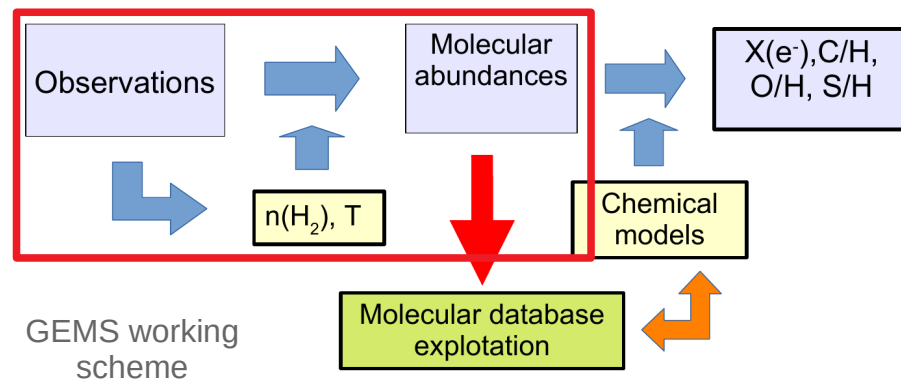 Observations
Molecular
abundances
X(e⁻),C/H,
O/H, S/H
n(H₂), T
Chemical
models
Molecular database
explotation
GEMS working
scheme